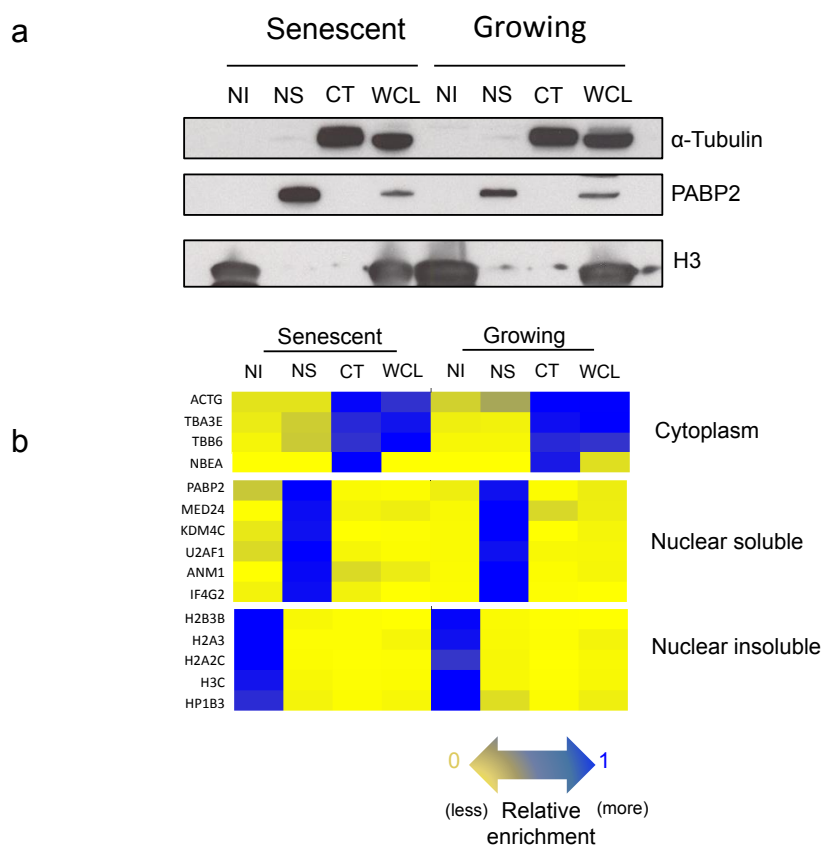 a
Senescent Growing
NI NS CT WCL NI NS CT WCL
α-Tubulin
PABP2
H3
b
Senescent Growing
NI NS CT WCL NI NS CT WCL
ACTG
TBA3E
TBB6
NBEA
Cytoplasm
PABP2
MED24
KDM4C
U2AF1
ANM1
IF4G2
Nuclear soluble
H2B3B
H2A3
H2A2C
H3C
HP1B3
Nuclear insoluble
0 1
(less) Relative (more)
enrichment